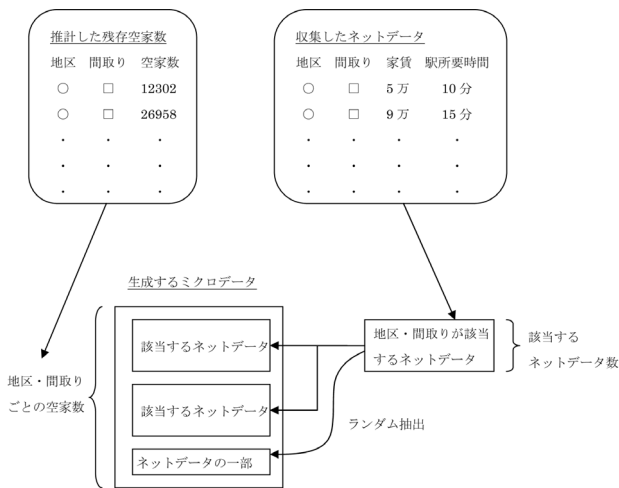 推計した残存空家数
地区 間取り 空家数
○ □ 12302
○ □ 26958
・ ・ ・
・ ・ ・
・ ・ ・
収集したネットデータ
地区 間取り 家賃 駅所要時間
○ □ 5万 10分
○ □ 9万 15分
・ ・ ・ ・
・ ・ ・ ・
・ ・ ・ ・
生成するミクロデータ
該当するネットデータ
該当するネットデータ
ネットデータの一部
地区・間取り
ごとの空家数
地区・間取りが該当
するネットデータ
該当する
ネットデータ数
ランダム抽出